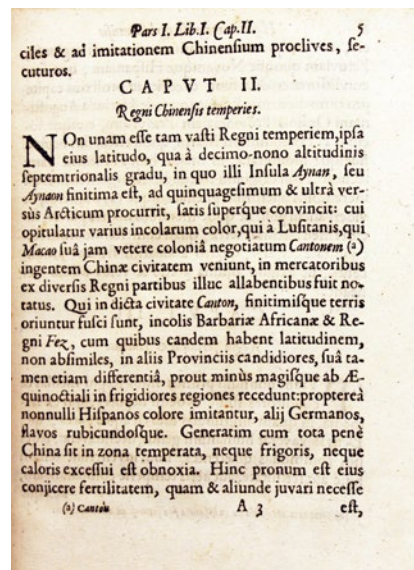 Pars I. Lib. I. Cap. II. 5
ciles & ad imitationem Chinensium proclives, se-
cuturos.
CAPVT II.
Regni Chinensis temperies.
NOn unam esse tam vasti Regni temperiem, ipsa
eius latitudo, quæ à decimo-nono altitudinis
septemtrionalis gradu, in quo illi Insula Aynan, seu
Aynaon finitima est, ad quinquagesimum & ultrà ver-
sùs Arcticum procurrit, satis superque convincit: cui
opitulatur varius incolarum color, qui à Lusitanis, qui
Macao suâ jam vetere coloniâ negotiatum Cantonem (a)
ingentem Chinæ civitatem veniunt, in mercatoribus
ex diversis Regni partibus illuc allabentibus fuit no-
tatus. Qui in dicta civitate Canton, finitimisque terris
oriuntur fusci sunt, incolis Barbariæ Africanæ & Re-
gni Fez, cum quibus eandem habent latitudinem,
non absimiles, in aliis Provinciis candidiores, suâ ta-
men etiam differentiâ, prout minùs magisque ab Æ-
quinoctiali in frigidiores regiones recedunt: proptereà
nonnulli Hispanos colore imitantur, alij Germanos,
flavos rubicundosque. Generatim cum tota penè
China sit in zona temperata, neque frigoris, neque
caloris excessui est obnoxia. Hinc pronum est eius
conjicere fertilitatem, quam & aliunde juvari necesse
(a) Cantòn A 3 est,